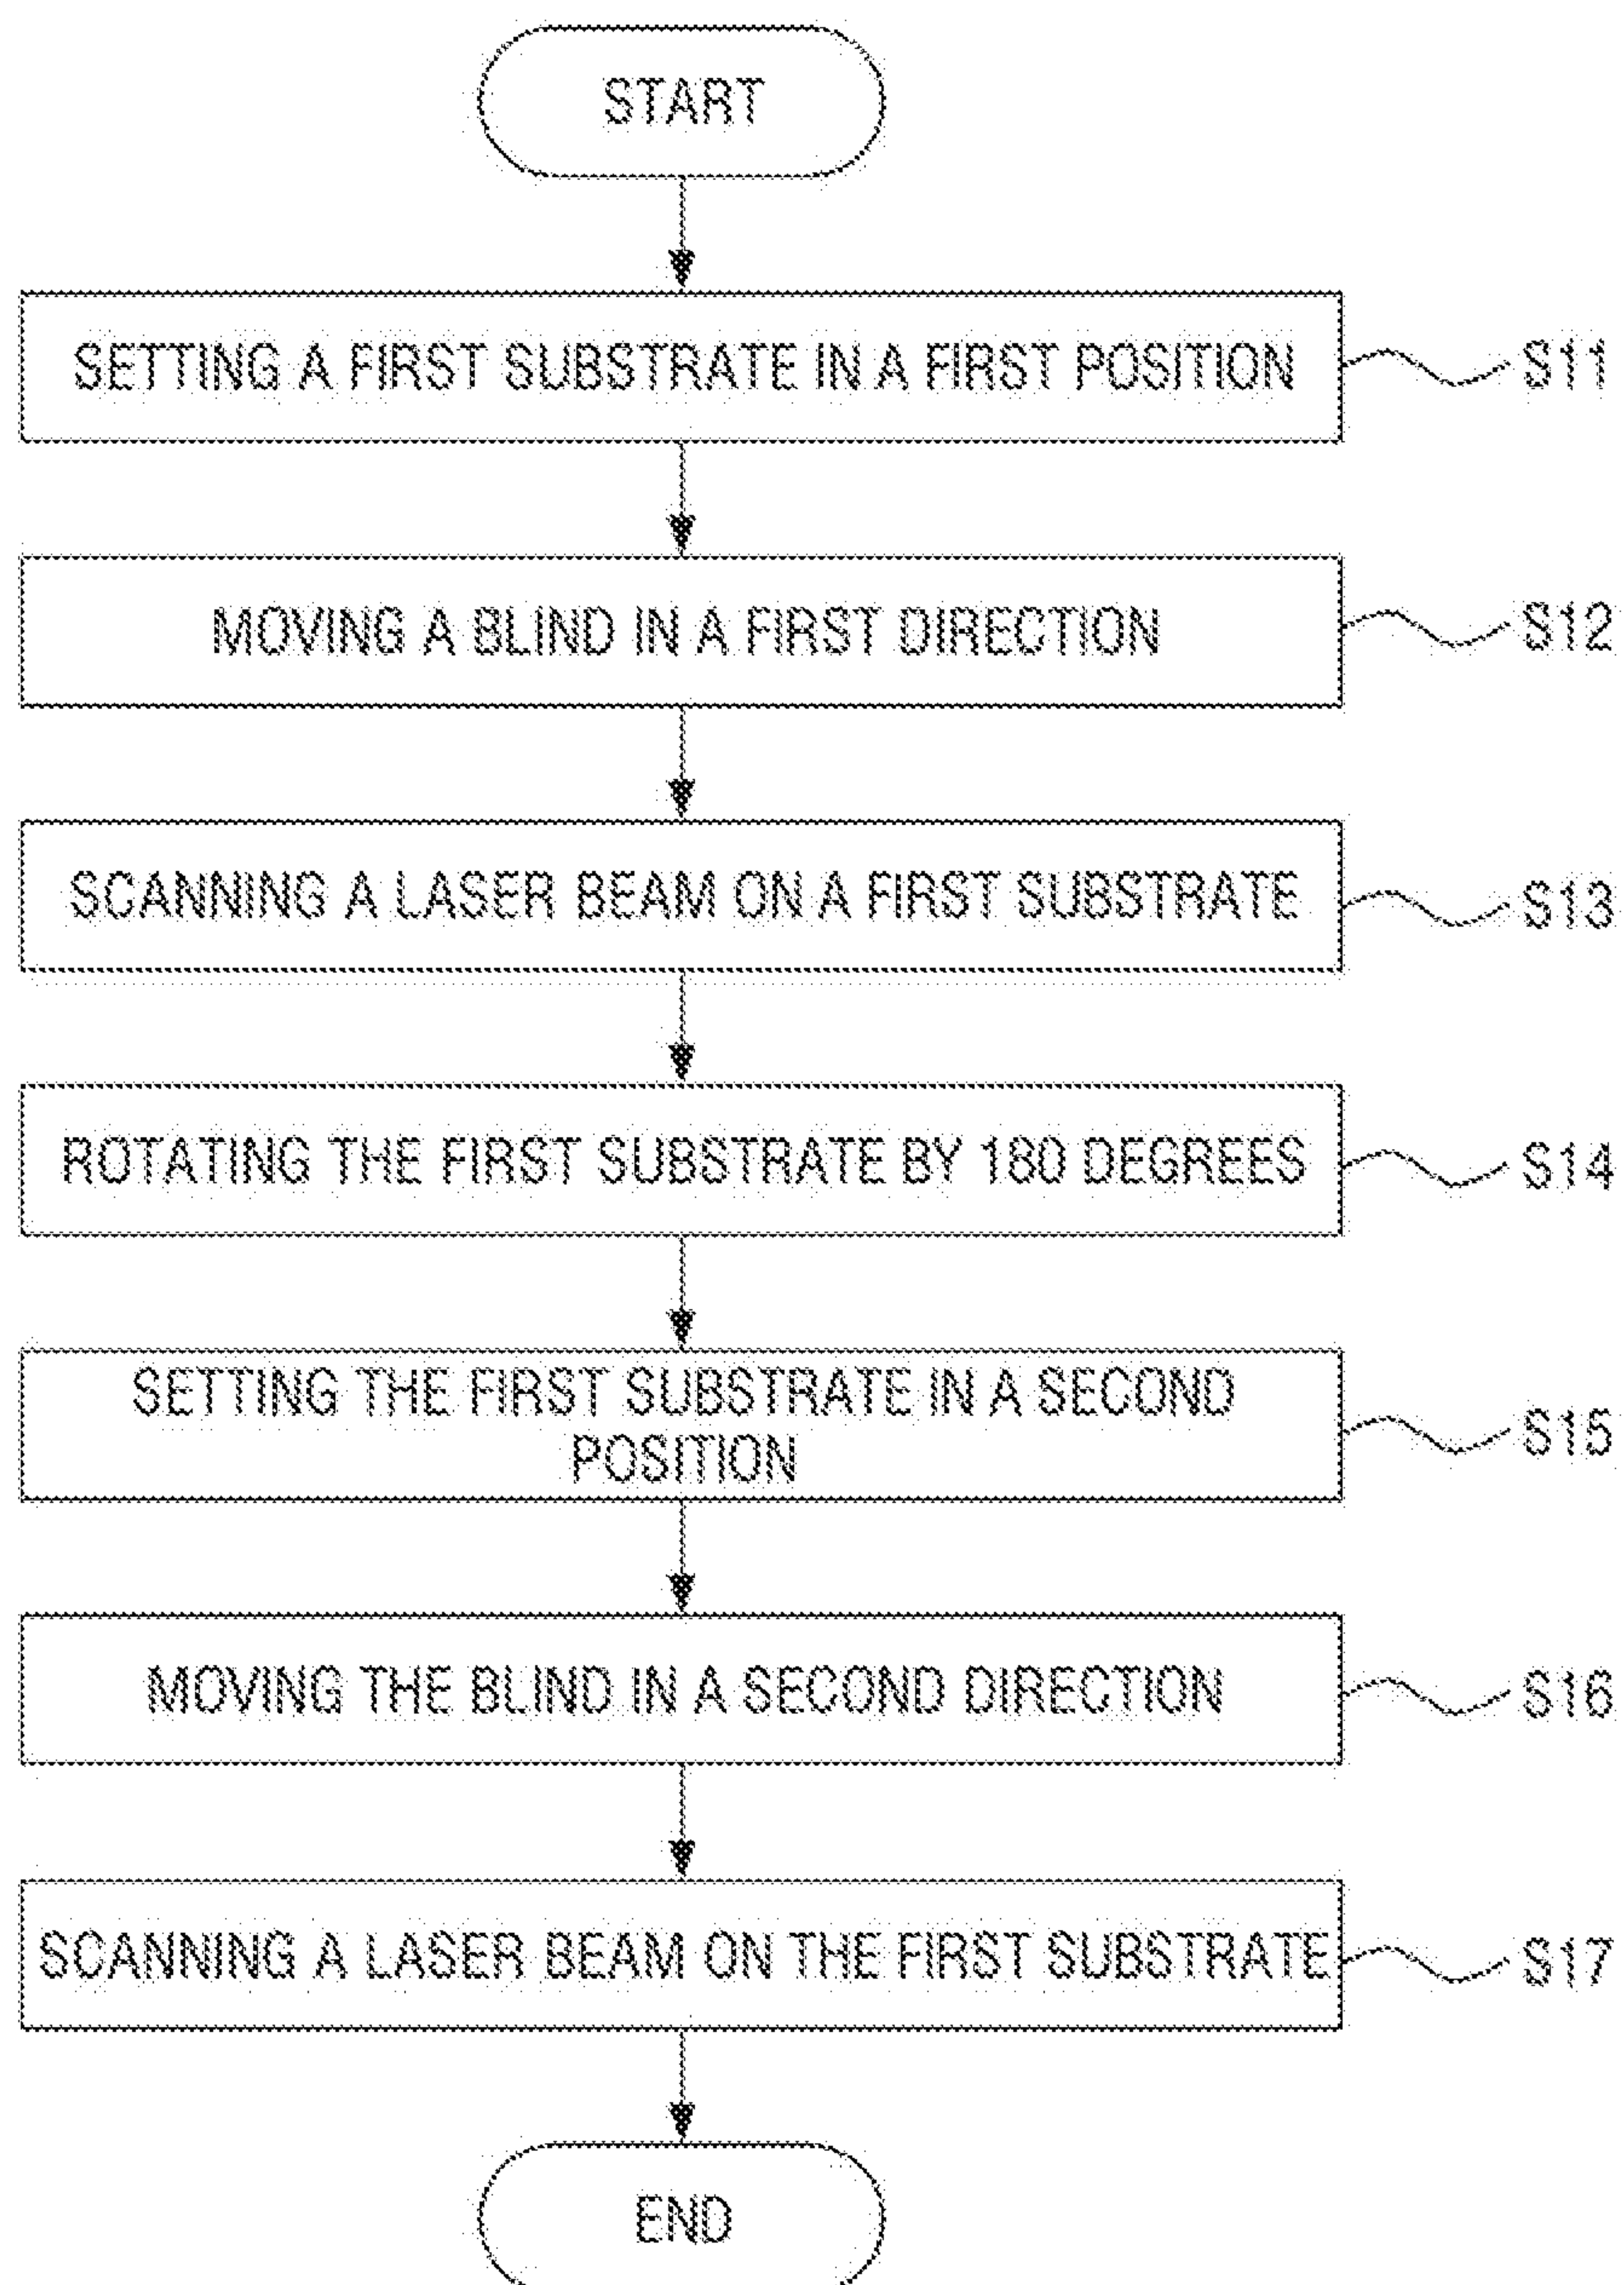 START
SETTING A FIRST SUBSTRATE IN A FIRST POSITION
S11
MOVING A BLIND IN A FIRST DIRECTION
S12
SCANNING A LASER BEAM ON A FIRST SUBSTRATE
S13
ROTATING THE FIRST SUBSTRATE BY 180 DEGREES
S14
SETTING THE FIRST SUBSTRATE IN A SECOND
POSITION
S15
MOVING THE BLIND IN A SECOND DIRECTION
S16
SCANNING A LASER BEAM ON THE FIRST SUBSTRATE
S17
END